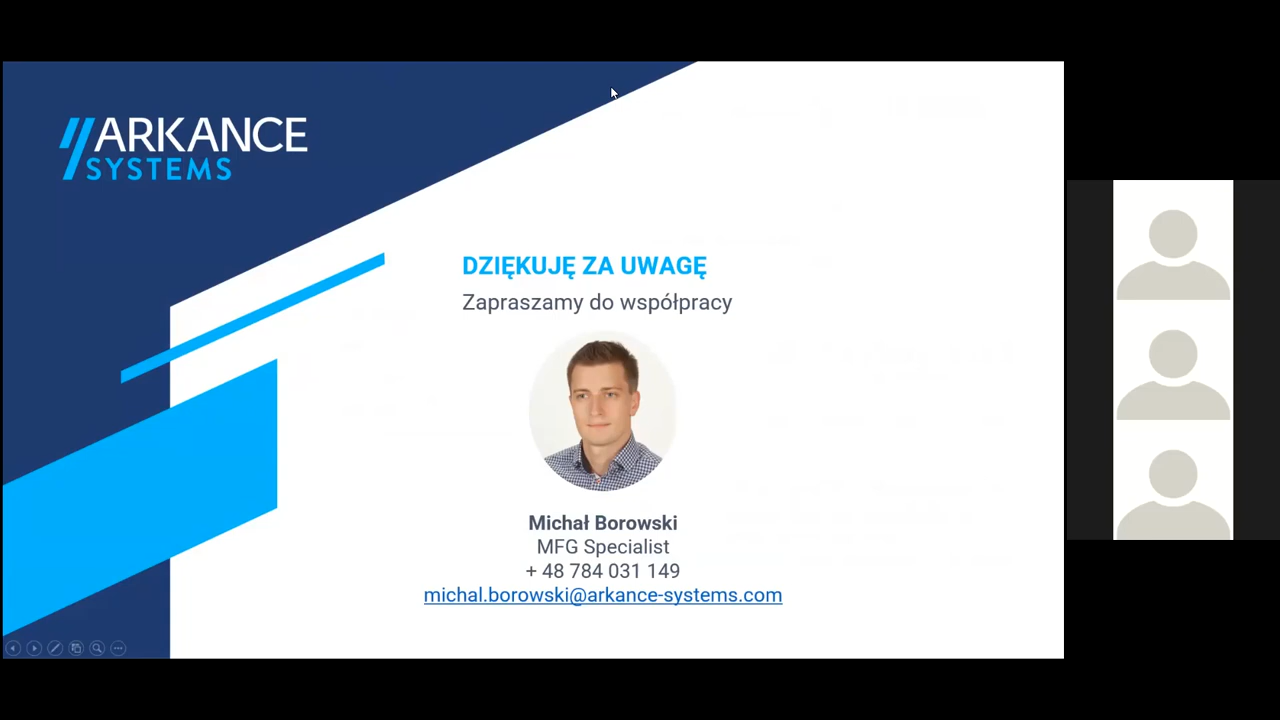 ARKANCE
SYSTEMS
DZIĘKUJĘ ZA UWAGĘ
Zapraszamy do współpracy
Michał Borowski
MFG Specialist
+ 48 784 031 149
michal.borowski@arkance-systems.com